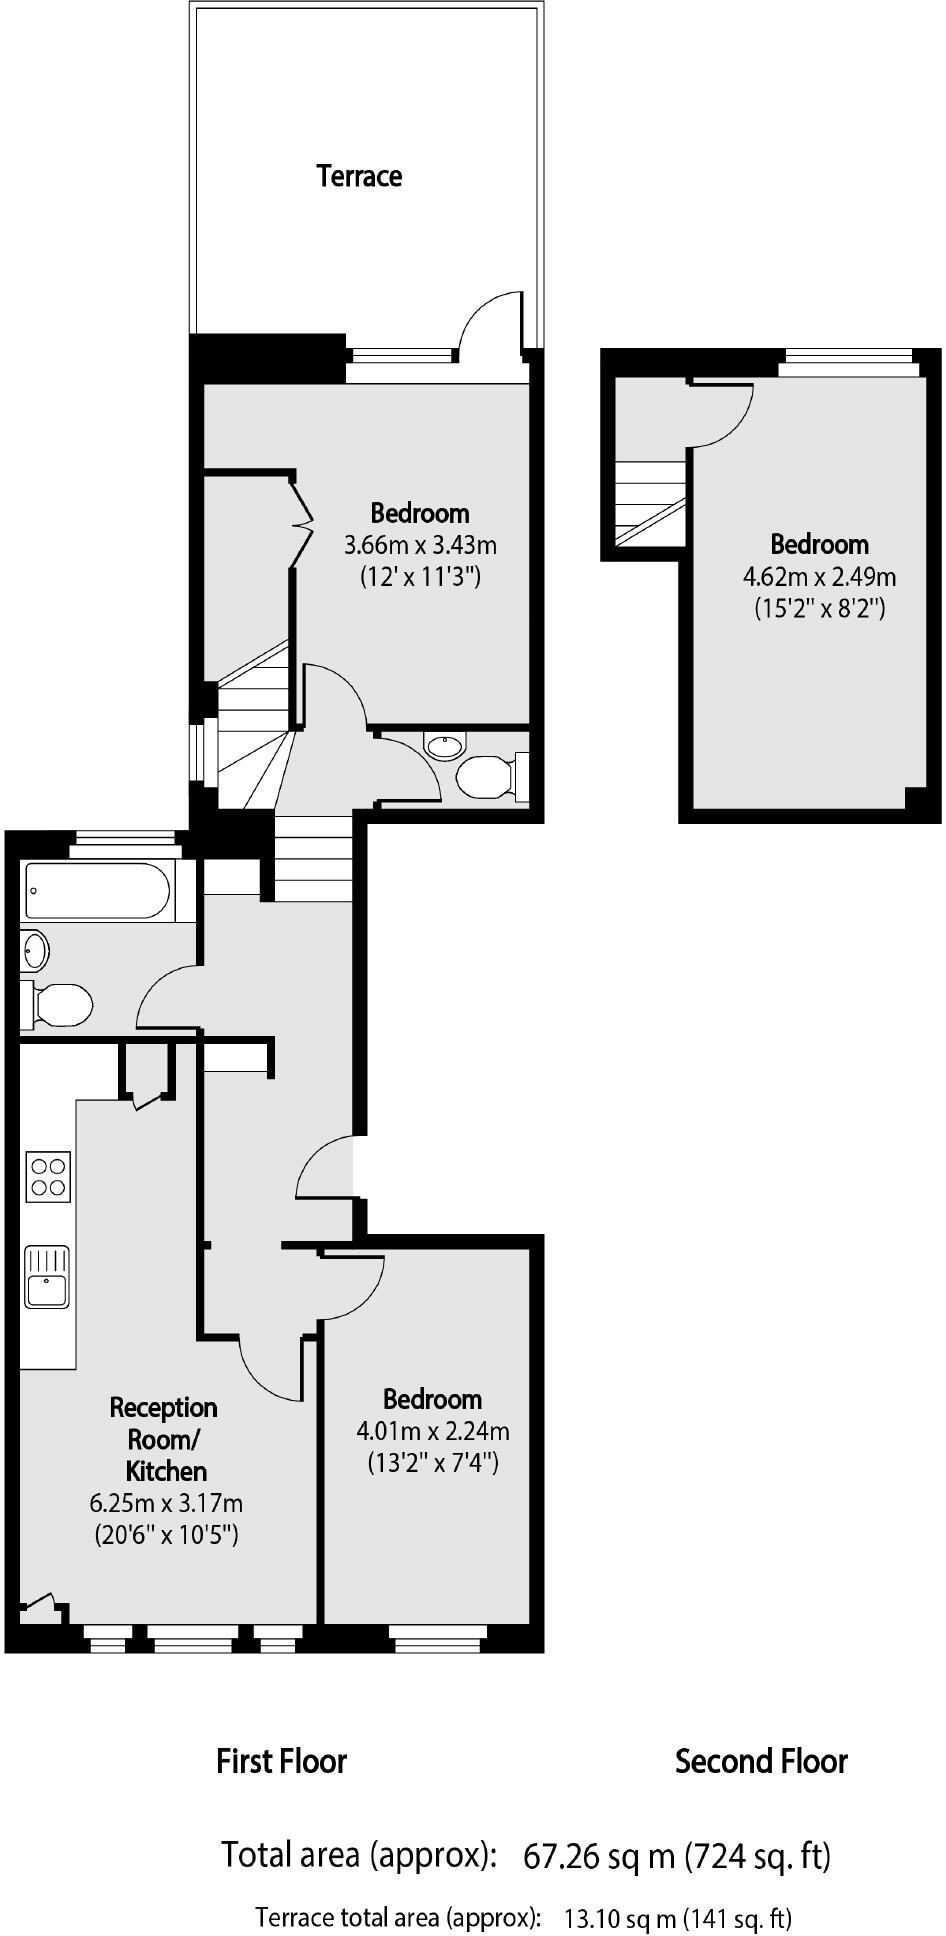 Terrace
Bedroom
3.66m x 3.43m
(12' x 11'3")
Bedroom
4.62m x 2.49m
(15'2" x 8'2")
Reception
Room/
Kitchen
6.25m x 3.17m
(20'6" x 10'5")
Bedroom
4.01m x 2.24m
(13'2" x 7'4")
First Floor
Second Floor
Total area (approx): 67.26 sq m (724 sq. ft)
Terrace total area (approx): 13.10 sq m (141 sq. ft)